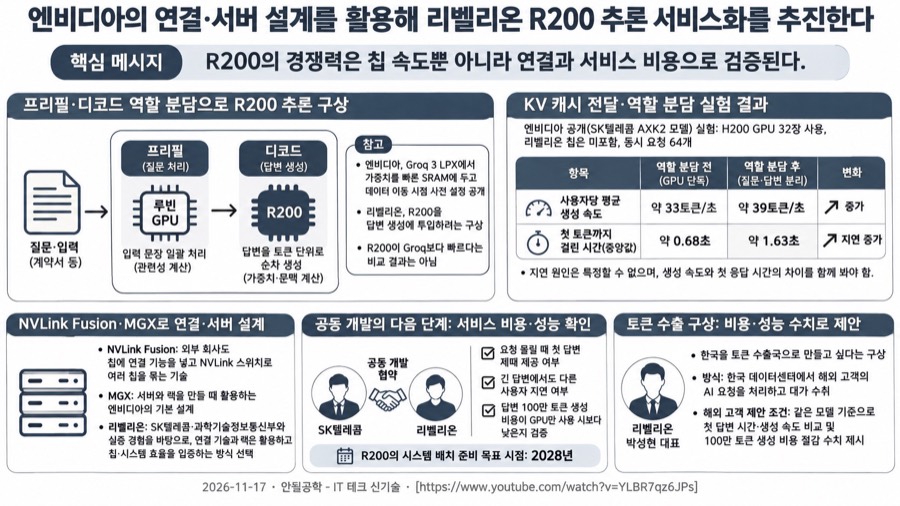 엔비디아의 연결·서버 설계를 활용해 리벨리온 R200 추론 서비스화를 추진한다
핵심 메시지
R200의 경쟁력은 칩 속도뿐 아니라 연결과 서비스 비용으로 검증된다.
프리필·디코드 역할 분담으로 R200 추론 구상
질문·입력
(계약서 등)
프리필
(질문 처리)
루빈
GPU
입력 문장 일괄 처리
(관련성 계산)
디코드
(답변 생성)
R200
답변을 토큰 단위로
순차 생성
(가중치·문맥 계산)
참고
• 엔비디아, Groq 3 LPX에서
가중치를 빠른 SRAM에 두고
데이터 이동 시점 사전 설정 공개
• 리벨리온, R200을
답변 생성에 투입하려는 구상
• R200이 Groq보다 빠르다는
비교 결과는 아님
KV 캐시 전달·역할 분담 실험 결과
엔비디아 공개(SK텔레콤 AXK2 모델) 실험: H200 GPU 32장 사용,
리벨리온 칩은 미포함, 동시 요청 64개
항목
역할 분담 전
(GPU 단독)
역할 분담 후
(질문·답변 분리)
변화
사용자당 평균
생성 속도
약 33토큰/초
약 39토큰/초
증가
첫 토큰까지
걸린 시간(중앙값)
약 0.68초
약 1.63초
지연 증가
• 지연 원인은 특정할 수 없으며, 생성 속도와 첫 응답 시간의 차이를 함께 봐야 함.
NVLink Fusion·MGX로 연결·서버 설계
• NVLink Fusion: 외부 회사도
칩에 연결 기능을 넣고 NVLink 스위치로
여러 칩을 묶는 기술
• MGX: 서버와 랙을 만들 때 활용하는
엔비디아의 기본 설계
• 리벨리온: SK텔레콤·과학기술정보통신부와
실증 경험을 바탕으로, 연결 기술과랙은 활용하고
칩·시스템 효율을 입증하는 방식 선택
공동 개발의 다음 단계: 서비스 비용·성능 확인
공동 개발
협약
SK텔레콤
리벨리온
요청 몰릴 때 첫 답변
제때 제공 여부
긴 답변에서도 다른
사용자 지연 여부
답변 100만 토큰 생성
비용이 GPU만 사용 시보다
낮은지 검증
R200의 시스템 배치 준비 목표 시점: 2028년
토큰 수출 구상: 비용·성능 수치로 제안
리벨리온
박성현 대표
• 한국을 토큰 수출국으로 만들고 싶다는 구상
• 방식: 한국 데이터센터에서 해외 고객의
AI 요청을 처리하고 대가 수취
• 해외 고객 제안 조건: 같은 모델 기준으로
첫 답변 시간·생성 속도 비교 및
100만 토큰 생성 비용 절감 수치 제시
2026-11-17 · 안될공학 - IT 테크 신기술 · [https://www.youtube.com/watch?v=YLBR7qz6JPs]